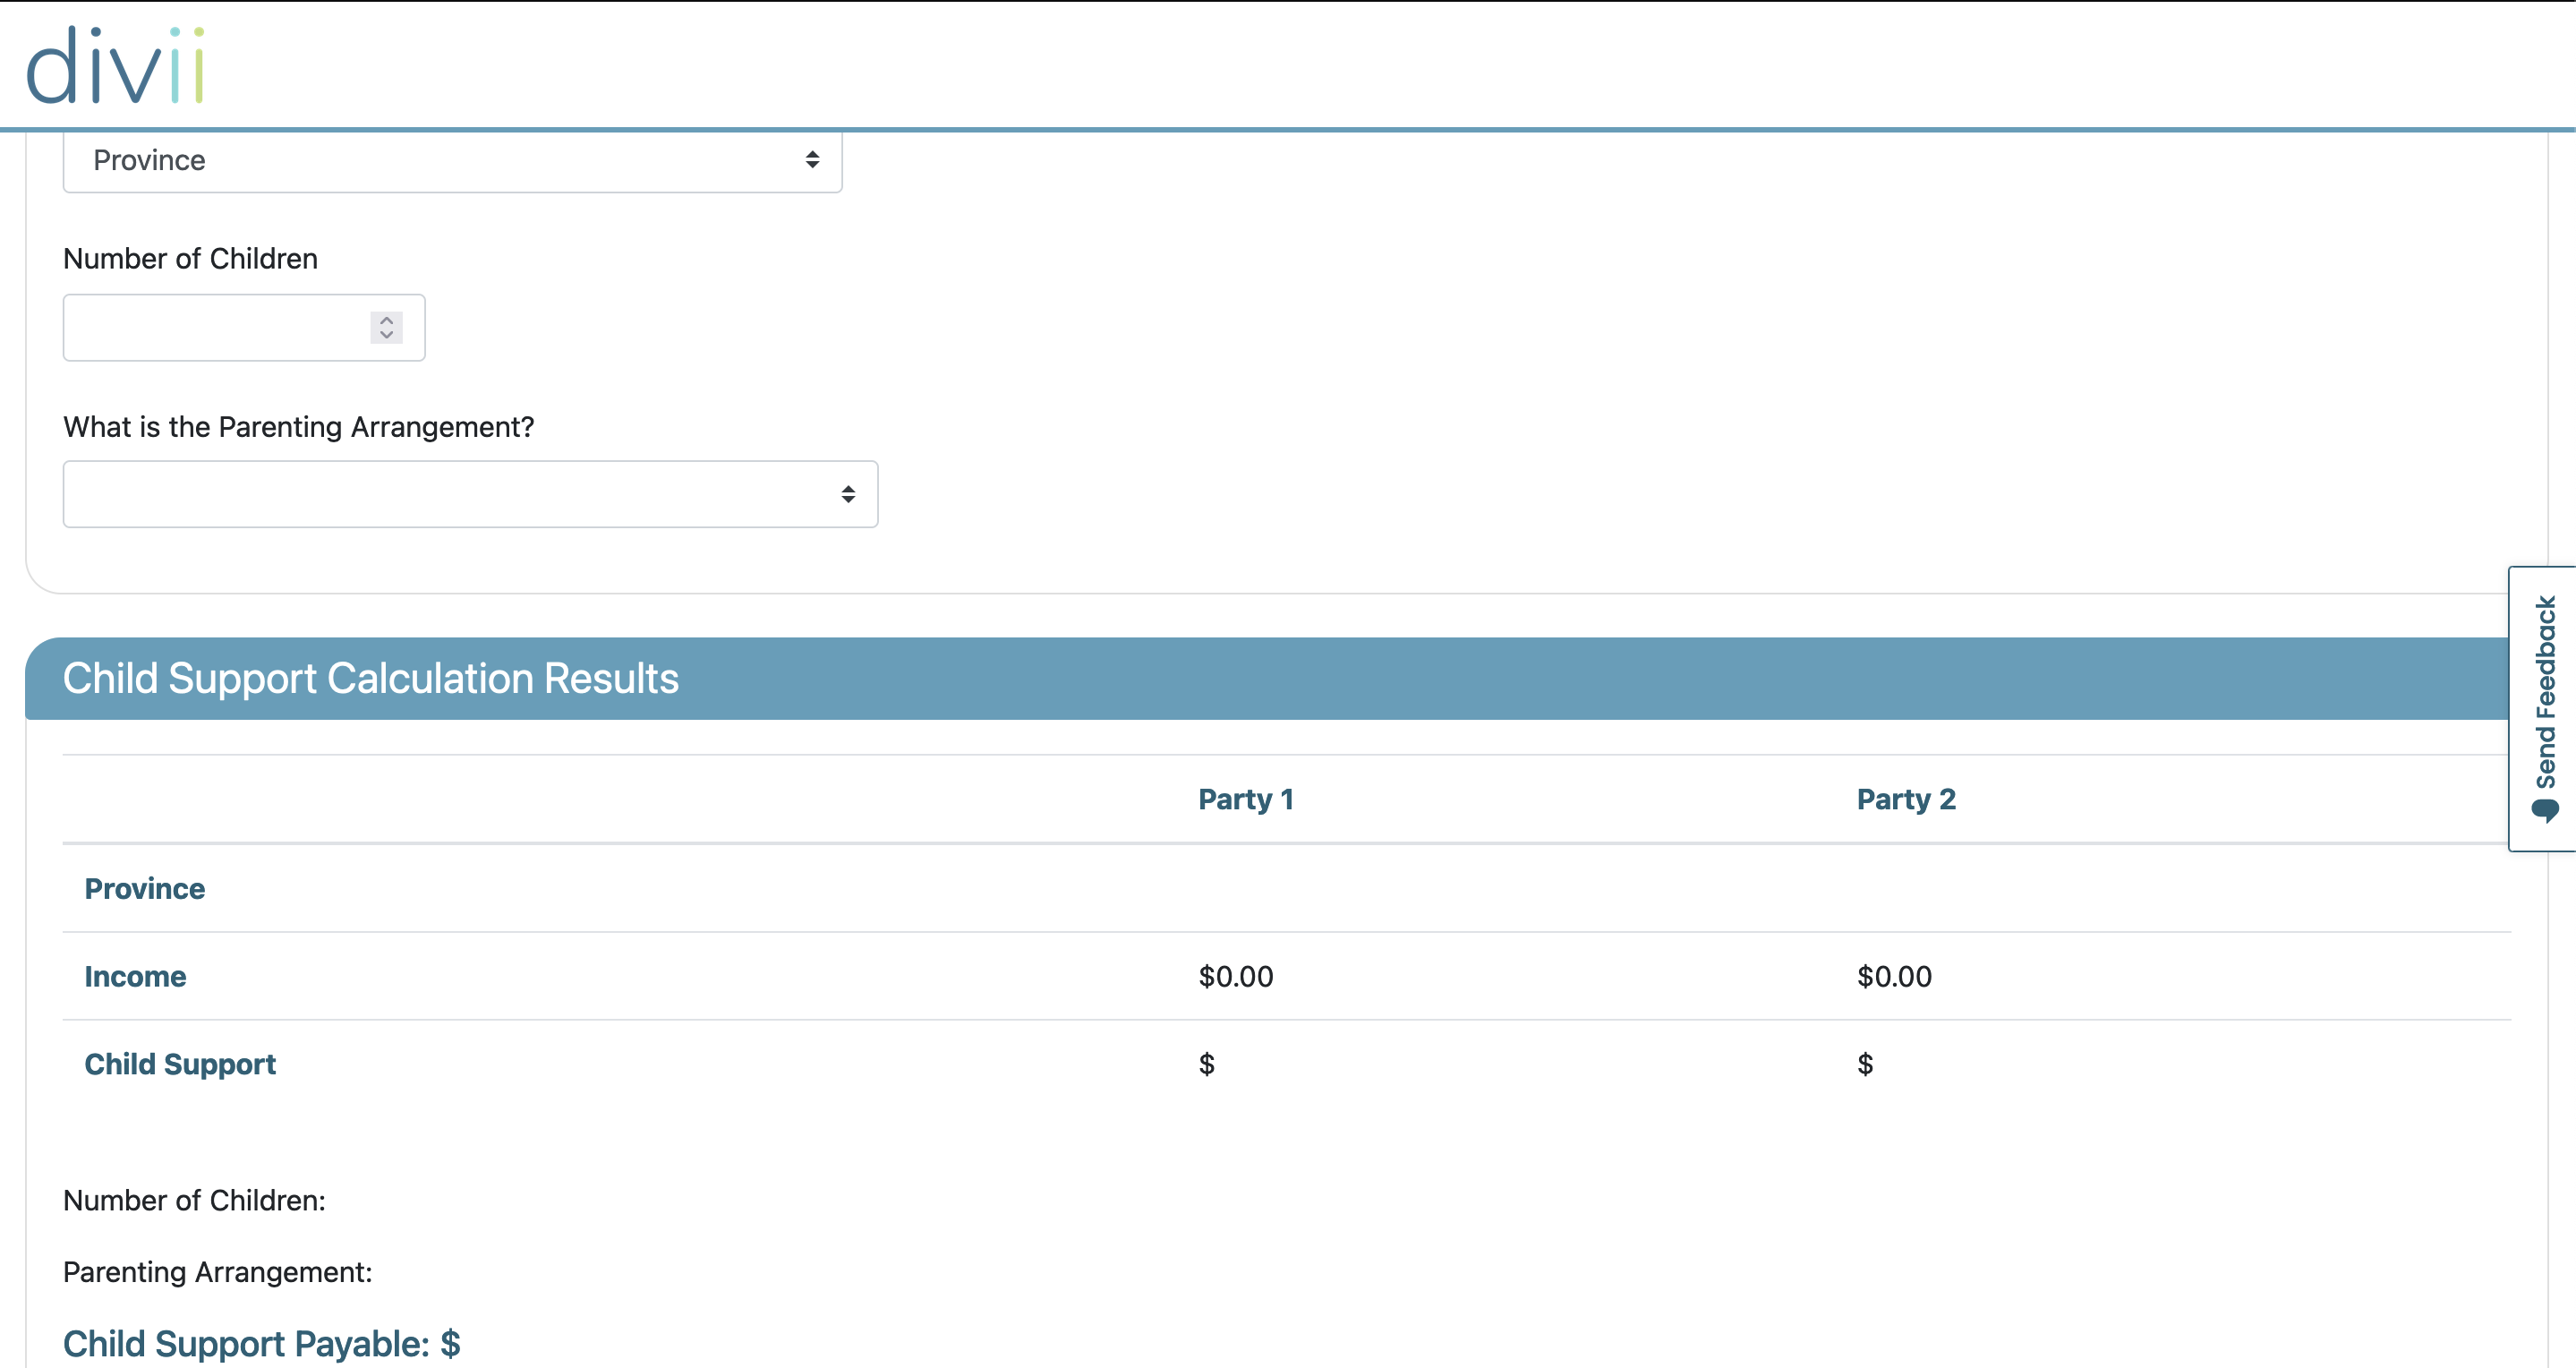 divii
Province
Number of Children
What is the Parenting Arrangement?
Send Feedback
Child Support Calculation Results
Party 1 Party 2
Province
Income $0.00 $0.00
Child Support $ $
Number of Children:
Parenting Arrangement:
Child Support Payable: $